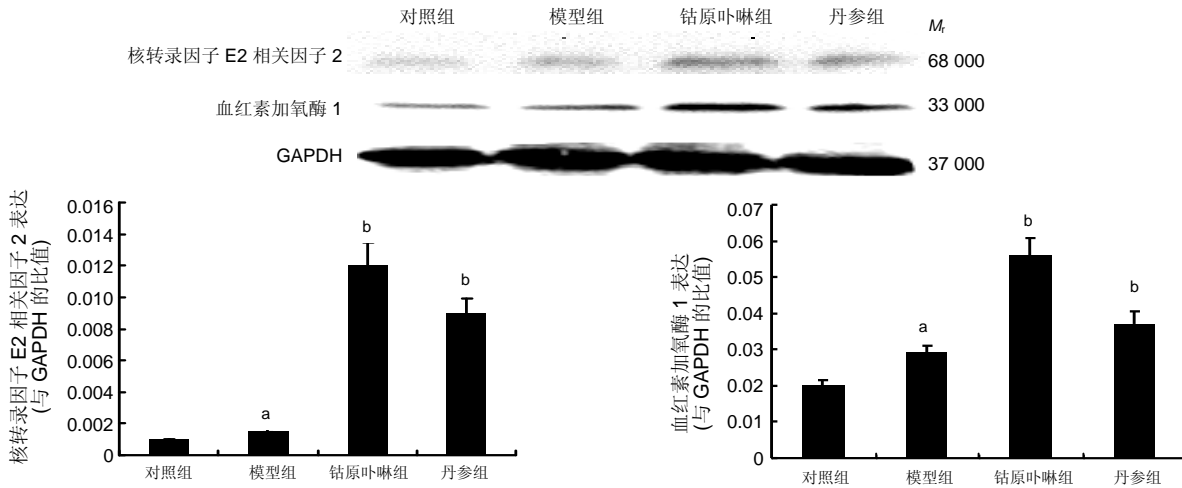 对照组 模型组 钴原卟啉组 丹参组 Mr
核转录因子 E2 相关因子 2 68 000
血红素加氧酶 1 33 000
GAPDH 37 000
核转录因子 E2 相关因子 2 表达
(与 GAPDH 的比值)
0.016
0.014
0.012
0.010
0.008
0.006
0.004
0.002
0
a
b
b
对照组 模型组 钴原卟啉组 丹参组
血红素加氧酶 1 表达
(与 GAPDH 的比值)
0.07
0.06
0.05
0.04
0.03
0.02
0.01
0
a
b
b
对照组 模型组 钴原卟啉组 丹参组